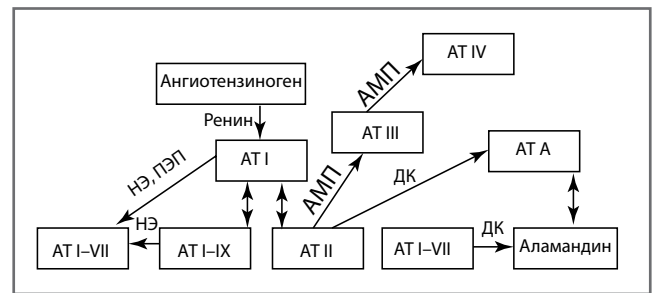 АТ IV
Ангиотензиноген
АМП
Ренин
АТ III
АТ I
АТ А
НЭ, ПЭП
АМП
ДК
НЭ
ДК
АТ I–VII
АТ I–IX
АТ II
АТ I–VII
Аламандин